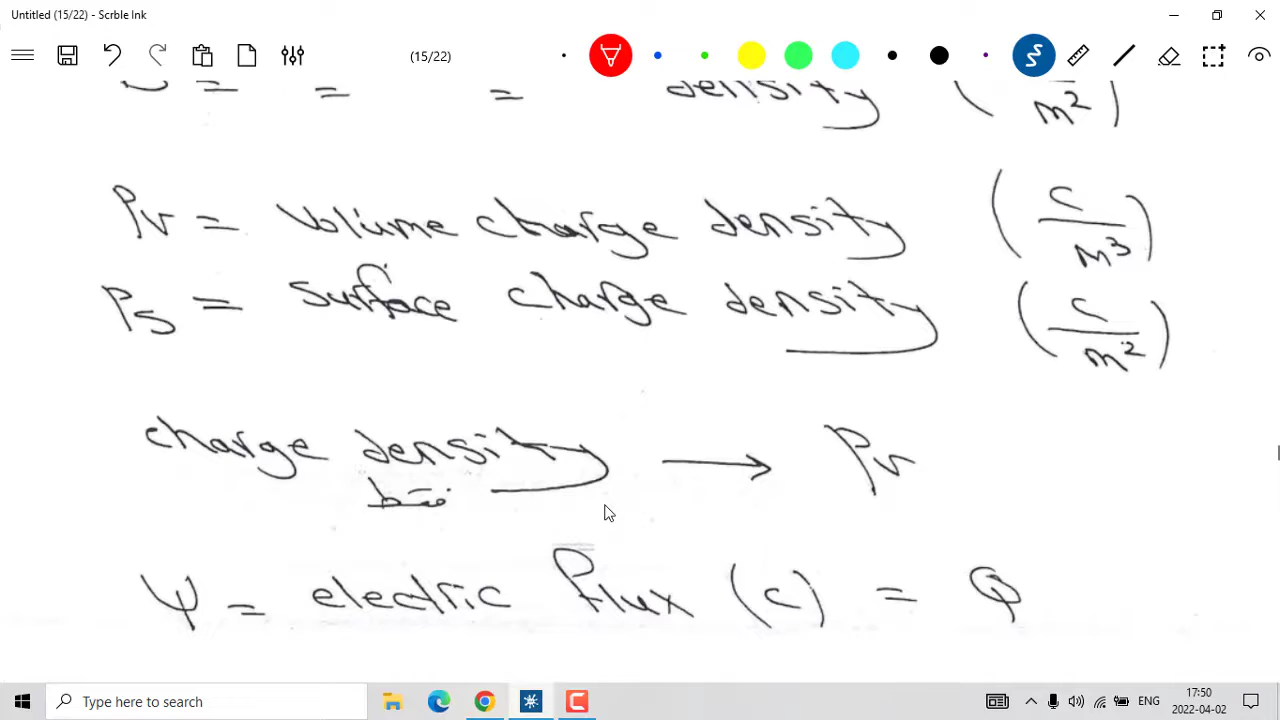 Untitled (15/22) - Scrble Ink
(15/22)
= = = density ( m² )
ρv = volume charge density ( C / m³ )
ρs = surface charge density ( C / m² )
charge density → ρv
فقط
ψ = electric flux (C) = Q
Type here to search
ENG
17:50
2022-04-02